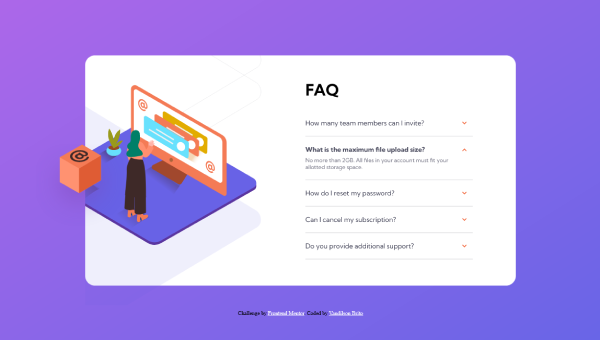 FAQ
How many team members can I invite?
What is the maximum file upload size?
No more than 2GB. All files in your account must fit your
allotted storage space.
How do I reset my password?
Can I cancel my subscription?
Do you provide additional support?
Challenge by Frontend Mentor. Coded by